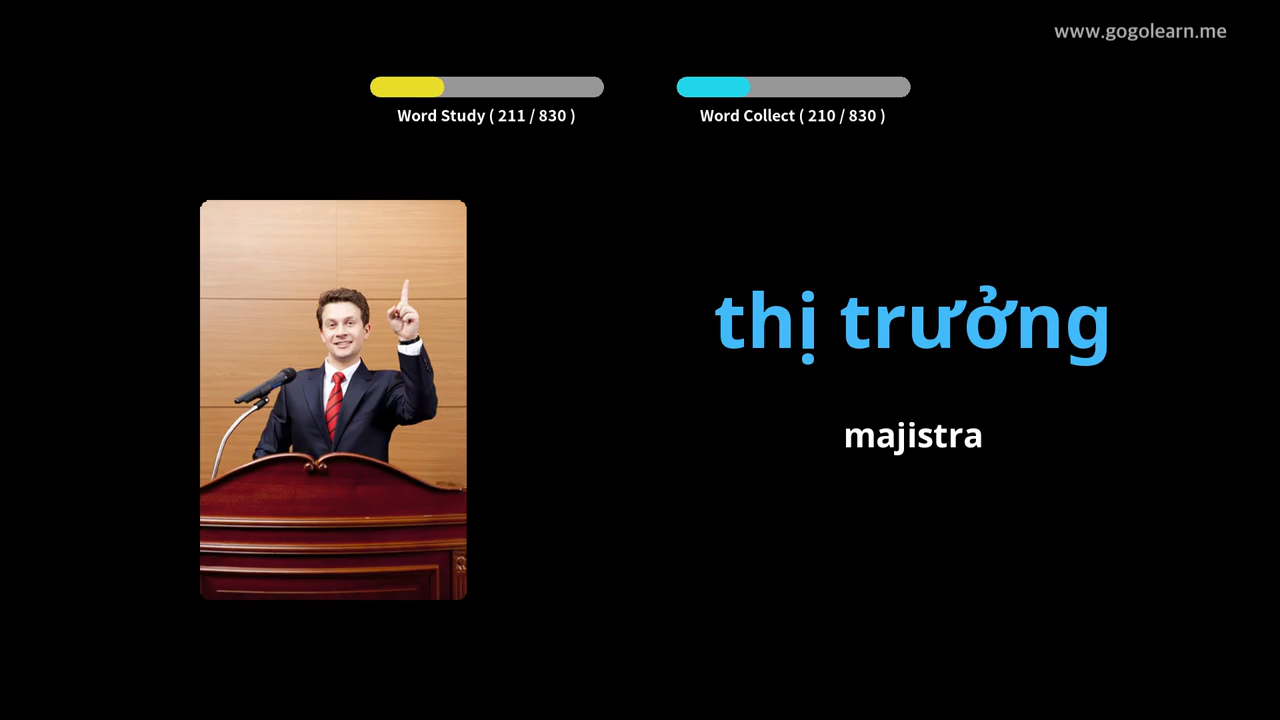 www.gogolearn.me
Word Study ( 211 / 830 )
Word Collect ( 210 / 830 )
thị trưởng
majistra